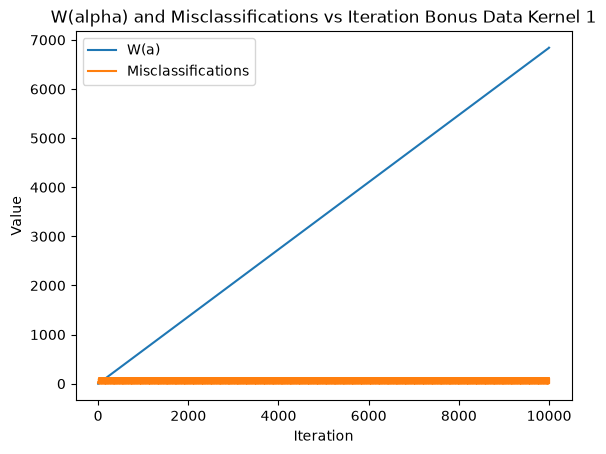 W(alpha) and Misclassifications vs Iteration Bonus Data Kernel 1
W(a)
Misclassifications
7000
6000
5000
4000
3000
2000
1000
0
Value
0 2000 4000 6000 8000 10000
Iteration